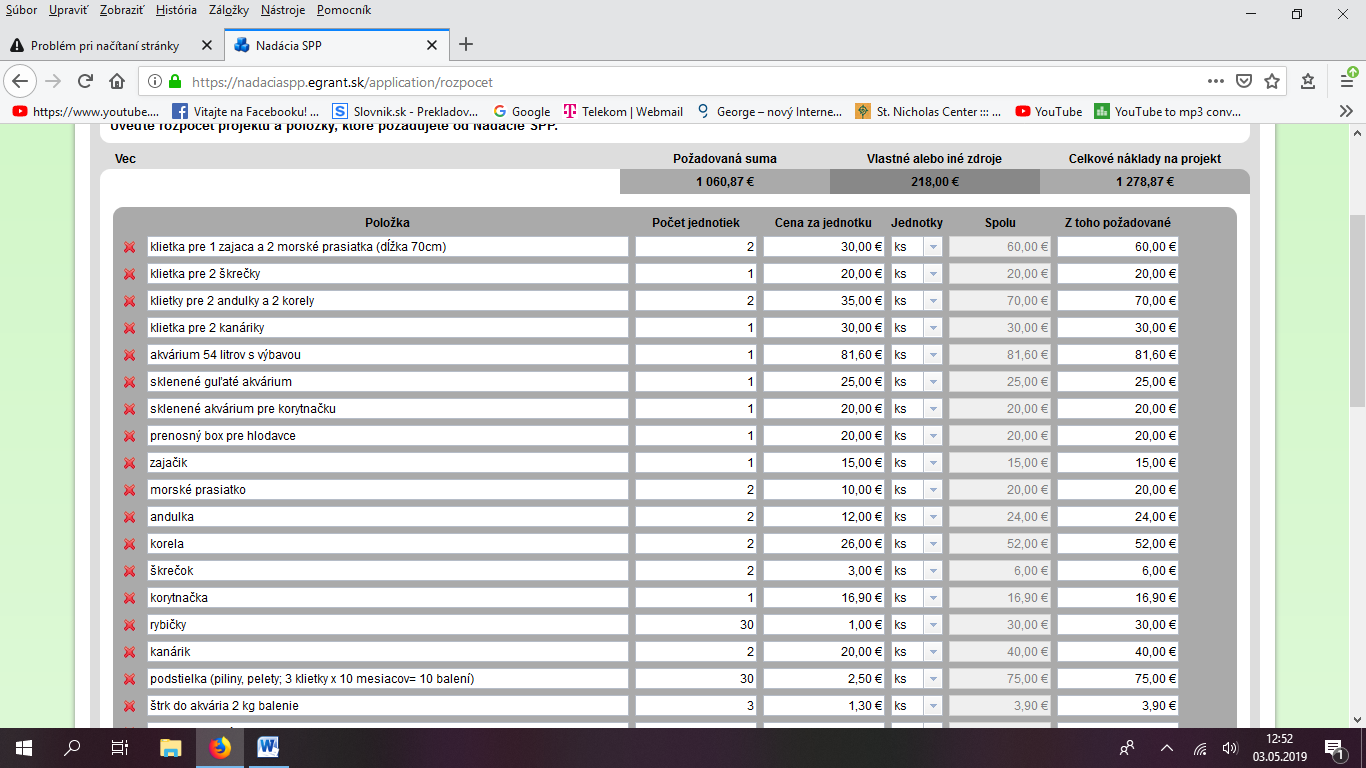 Súbor Upraviť Zobraziť História Záložky Nástroje Pomocník
Problém pri načítaní stránky Nadácia SPP
https://nadaciaspp.egrant.sk/application/rozpocet
https://www.youtube.... Vitajte na Facebooku! ... Slovnik.sk - Prekladov... Google Telekom | Webmail George – nový Interne... St. Nicholas Center ::: ... YouTube YouTube to mp3 conv...
Uveďte rozpočet projektu a položky, ktoré požadujete od Nadácie SPP.
Vec Požadovaná suma Vlastné alebo iné zdroje Celkové náklady na projekt
1 060,87 € 218,00 € 1 278,87 €
Položka Počet jednotiek Cena za jednotku Jednotky Spolu Z toho požadované
klietka pre 1 zajaca a 2 morské prasiatka (dĺžka 70cm) 2 30,00 € ks 60,00 € 60,00 €
klietka pre 2 škrečky 1 20,00 € ks 20,00 € 20,00 €
klietky pre 2 andulky a 2 korely 2 35,00 € ks 70,00 € 70,00 €
klietka pre 2 kanáriky 1 30,00 € ks 30,00 € 30,00 €
akvárium 54 litrov s výbavou 1 81,60 € ks 81,60 € 81,60 €
sklenené guľaté akvárium 1 25,00 € ks 25,00 € 25,00 €
sklenené akvárium pre korytnačku 1 20,00 € ks 20,00 € 20,00 €
prenosný box pre hlodavce 1 20,00 € ks 20,00 € 20,00 €
zajačik 1 15,00 € ks 15,00 € 15,00 €
morské prasiatko 2 10,00 € ks 20,00 € 20,00 €
andulka 2 12,00 € ks 24,00 € 24,00 €
korela 2 26,00 € ks 52,00 € 52,00 €
škrečok 2 3,00 € ks 6,00 € 6,00 €
korytnačka 1 16,90 € ks 16,90 € 16,90 €
rybičky 30 1,00 € ks 30,00 € 30,00 €
kanárik 2 20,00 € ks 40,00 € 40,00 €
podstielka (piliny, pelety; 3 klietky x 10 mesiacov= 10 balení) 30 2,50 € ks 75,00 € 75,00 €
štrk do akvária 2 kg balenie 3 1,30 € ks 3,90 € 3,90 €
12:52
03.05.2019
1